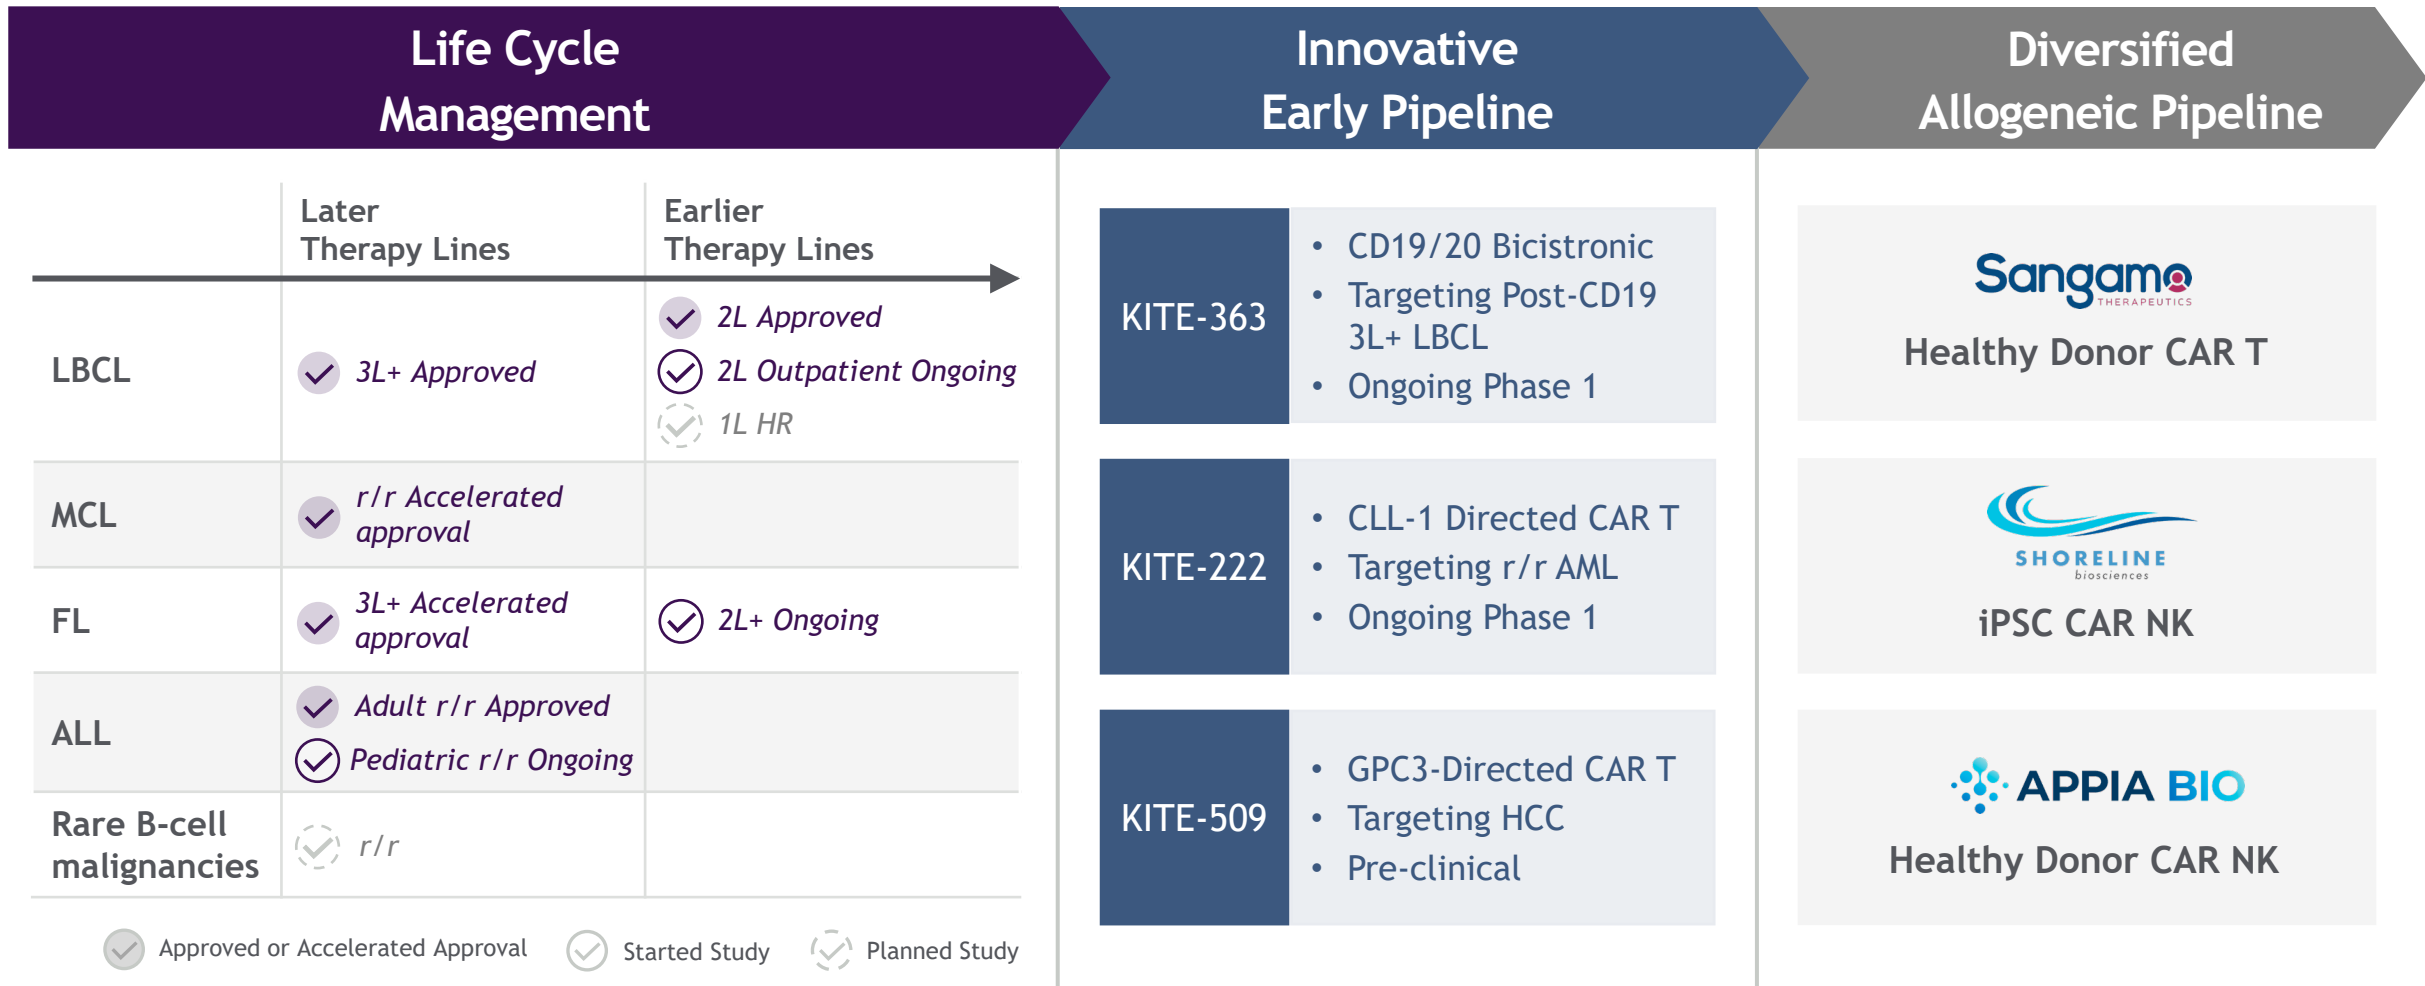 Life Cycle
Management
Innovative
Early Pipeline
Diversified
Allogeneic Pipeline
Later
Therapy Lines
Earlier
Therapy Lines
LBCL
3L+ Approved
2L Approved
2L Outpatient Ongoing
1L HR
MCL
r/r Accelerated
approval
FL
3L+ Accelerated
approval
2L+ Ongoing
ALL
Adult r/r Approved
Pediatric r/r Ongoing
Rare B-cell
malignancies
r/r
Approved or Accelerated Approval
Started Study
Planned Study
KITE-363
• CD19/20 Bicistronic
• Targeting Post-CD19
3L+ LBCL
• Ongoing Phase 1
KITE-222
• CLL-1 Directed CAR T
• Targeting r/r AML
• Ongoing Phase 1
KITE-509
• GPC3-Directed CAR T
• Targeting HCC
• Pre-clinical
Sangamo
THERAPEUTICS
Healthy Donor CAR T
SHORELINE
biosciences
iPSC CAR NK
APPIA BIO
Healthy Donor CAR NK